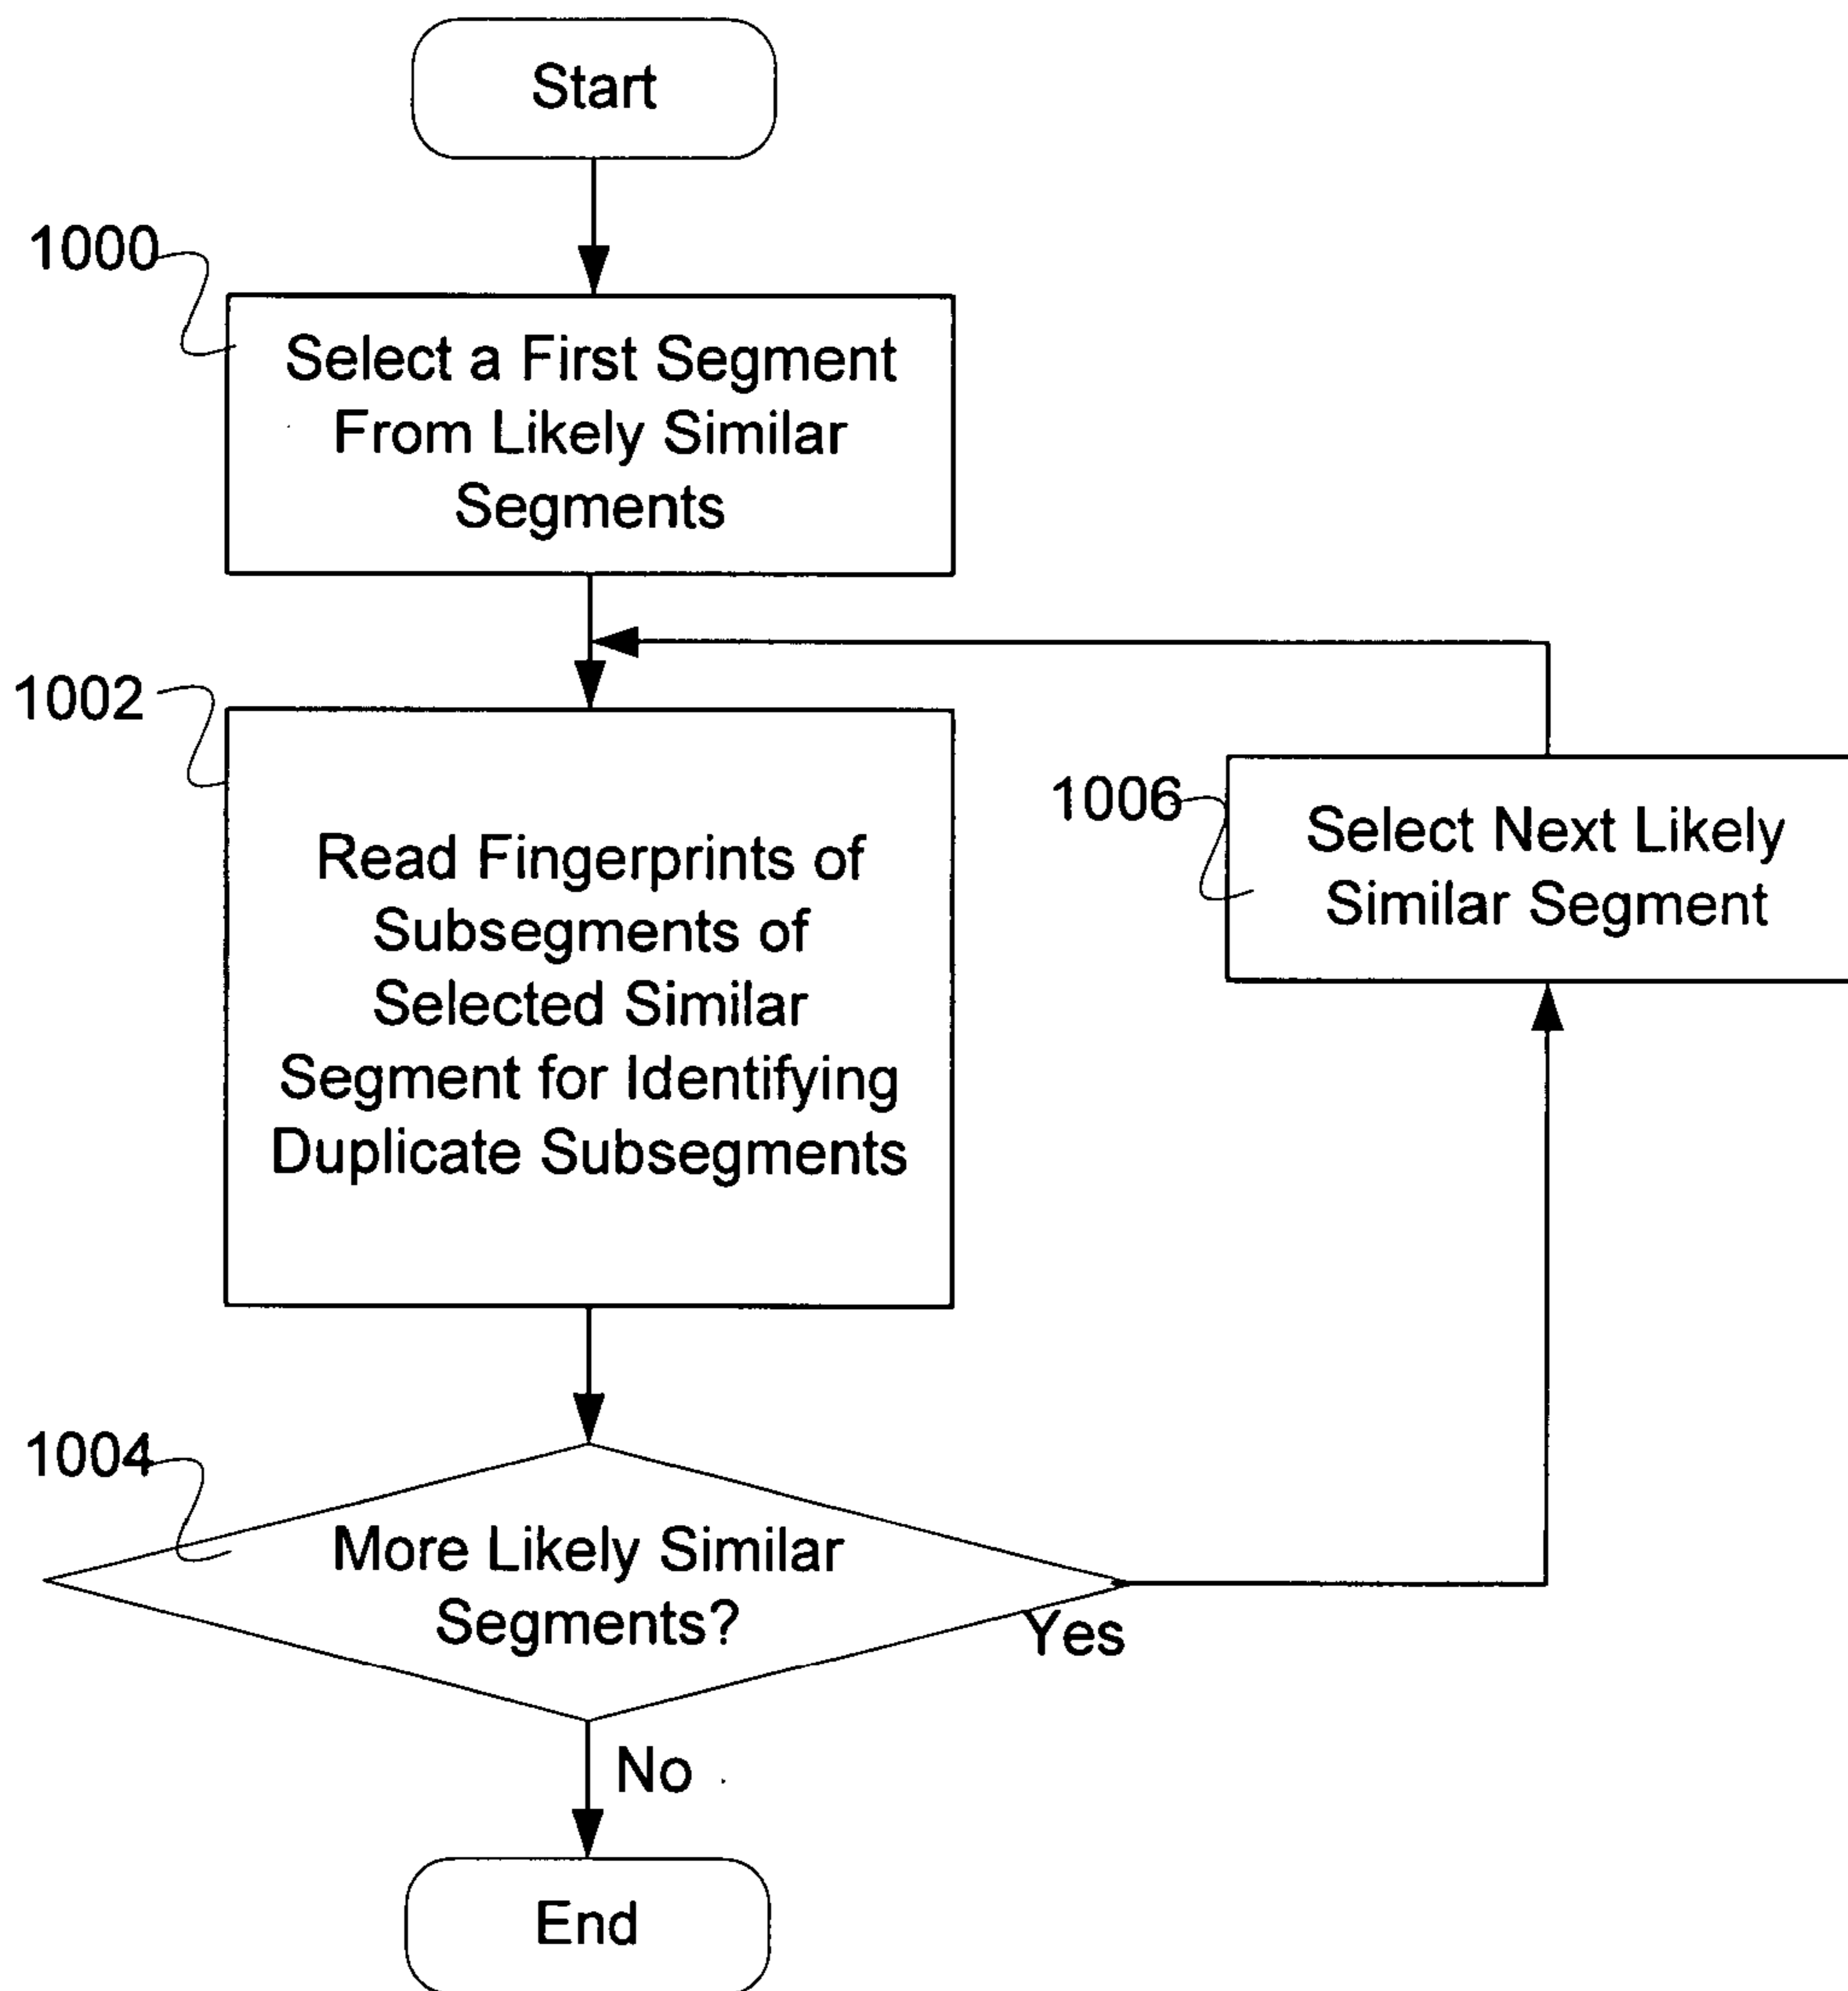 Start
1000
Select a First Segment
From Likely Similar
Segments
1002
Read Fingerprints of
Subsegments of
Selected Similar
Segment for Identifying
Duplicate Subsegments
1006
Select Next Likely
Similar Segment
1004
More Likely Similar
Segments?
Yes
No
End